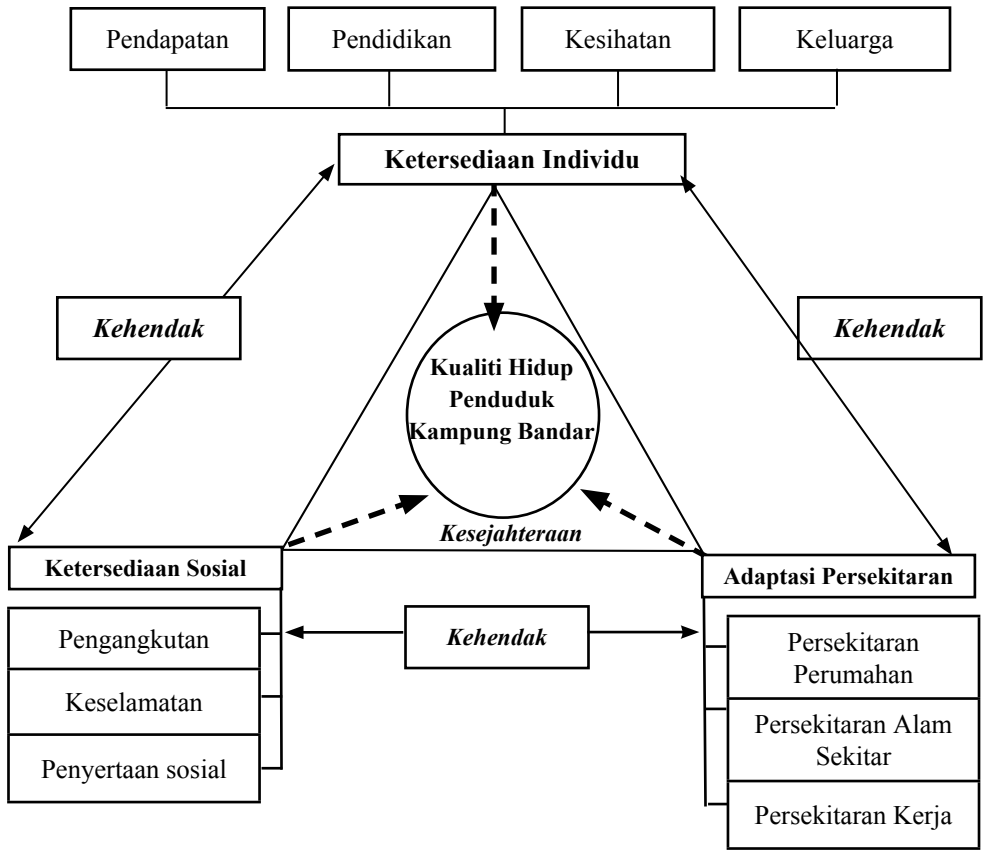 Pendapatan
Pendidikan
Kesihatan
Keluarga
Ketersediaan Individu
Kehendak
Kehendak
Kualiti Hidup
Penduduk
Kampung Bandar
Kesejahteraan
Ketersediaan Sosial
Adaptasi Persekitaran
Pengangkutan
Keselamatan
Penyertaan sosial
Kehendak
Persekitaran
Perumahan
Persekitaran Alam
Sekitar
Persekitaran Kerja